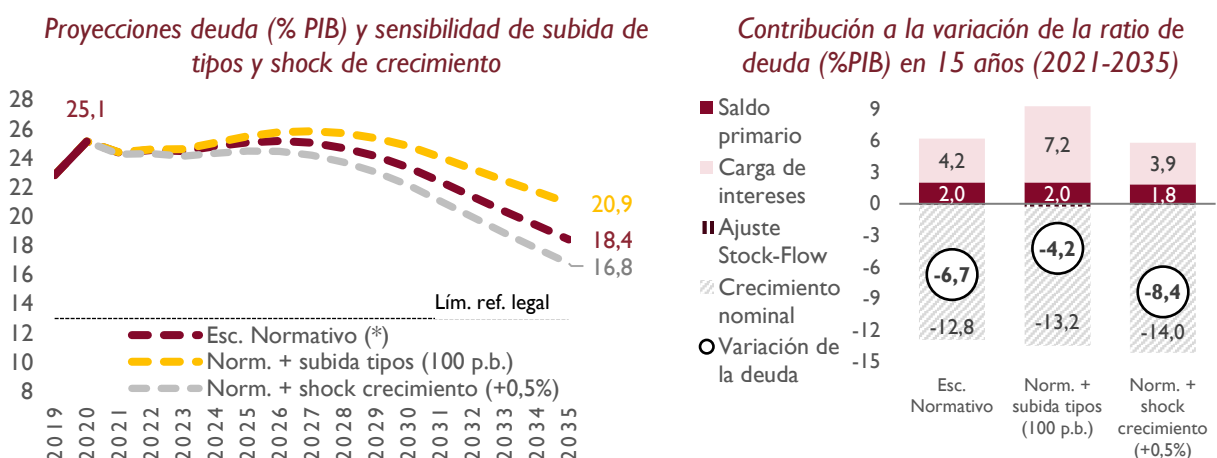 Proyecciones deuda (% PIB) y sensibilidad de subida de
tipos y shock de crecimiento
28
26
24
22
20
18
16
14
12
10
8
25,1
20,9
18,4
16,8
Lím. ref. legal
Esc. Normativo (*)
Norm. + subida tipos (100 p.b.)
Norm. + shock crecimiento (+0,5%)
2019
2020
2021
2022
2023
2024
2025
2026
2027
2028
2029
2030
2031
2032
2033
2034
2035
Contribución a la variación de la ratio de
deuda (%PIB) en 15 años (2021-2035)
Saldo
primario
Carga de
intereses
Ajuste
Stock-Flow
Crecimiento
nominal
Variación de
la deuda
9
6
3
0
-3
-6
-9
-12
-15
4,2
2,0
-6,7
-12,8
7,2
2,0
-4,2
-13,2
3,9
1,8
-8,4
-14,0
Esc.
Normativo
Norm. +
subida tipos
(100 p.b.)
Norm. +
shock
crecimiento
(+0,5%)